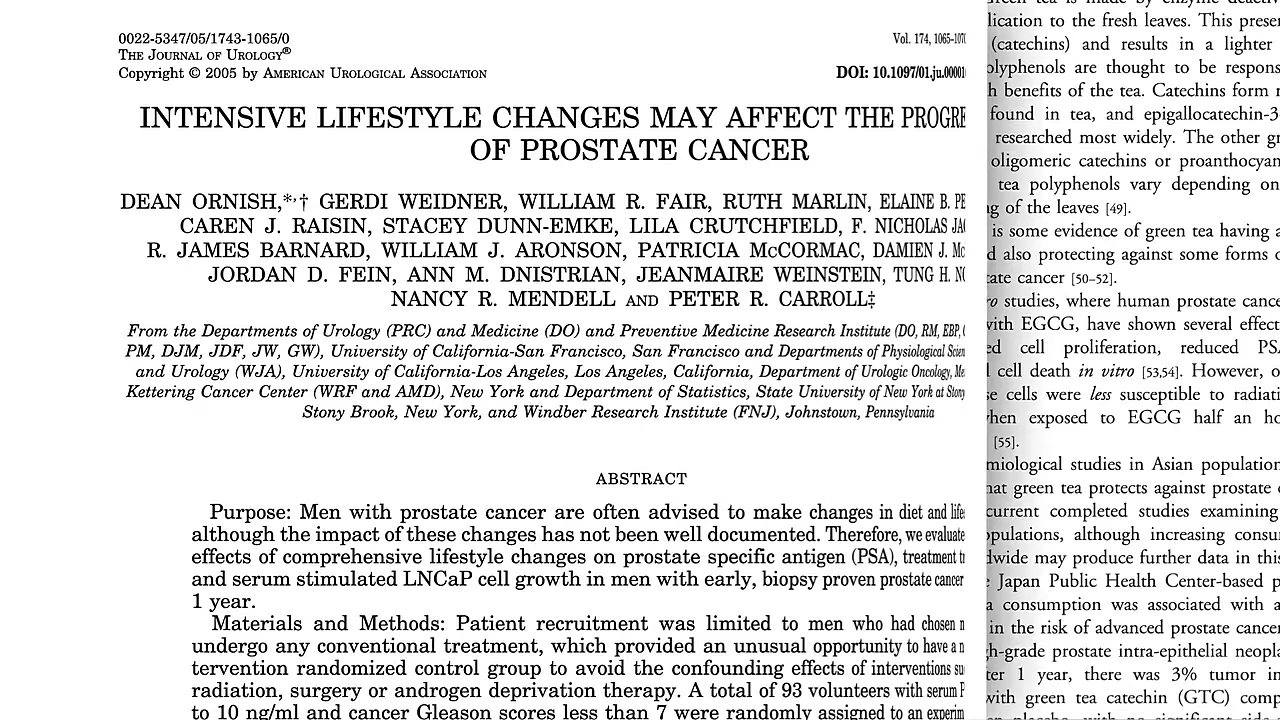 0022-5347/05/1743-1065/0
THE JOURNAL OF UROLOGY®
Copyright © 2005 by AMERICAN UROLOGICAL ASSOCIATION
Vol. 174, 1065-
DOI: 10.1097/01.ju.00001
INTENSIVE LIFESTYLE CHANGES MAY AFFECT THE
OF PROSTATE CANCER
DEAN ORNISH,*,† GERDI WEIDNER, WILLIAM R. FAIR, RUTH MARLIN, ELAINE B.
CAREN J. RAISIN, STACEY DUNN-EMKE, LILA CRUTCHFIELD, F. NICHOLAS
R. JAMES BARNARD, WILLIAM J. ARONSON, PATRICIA McCORMAC, DAMIEN J.
JORDAN D. FEIN, ANN M. DNISTRIAN, JEANMAIRE WEINSTEIN, TUNG H.
NANCY R. MENDELL AND PETER R. CARROLL‡
From the Departments of Urology (PRC) and Medicine (DO) and Preventive Medicine Research Institute (DO, RM, EBP,
PM, DJM, JDF, JW, GW), University of California-San Francisco, San Francisco and Departments of Physiological
and Urology (WJA), University of California-Los Angeles, Los Angeles, California, Department of Urologic Oncology,
Kettering Cancer Center (WRF and AMD), New York and Department of Statistics, State University of New York at
Stony Brook, New York, and Windber Research Institute (FNJ), Johnstown, Pennsylvania
ABSTRACT
Purpose: Men with prostate cancer are often advised to make changes in diet and
although the impact of these changes has not been well documented. Therefore, we
effects of comprehensive lifestyle changes on prostate specific antigen (PSA), treatment
and serum stimulated LNCaP cell growth in men with early, biopsy proven prostate cancer
1 year.
Materials and Methods: Patient recruitment was limited to men who had chosen
undergo any conventional treatment, which provided an unusual opportunity to have a
tervention randomized control group to avoid the confounding effects of interventions
radiation, surgery or androgen deprivation therapy. A total of 93 volunteers with serum
to 10 ng/ml and cancer Gleason scores less than 7 were randomly assigned to an
green tea is made by enzyme
lication to the fresh leaves. This
(catechins) and results in a lighter
olyphenols are thought to be
h benefits of the tea. Catechins form
found in tea, and epigallocatechin-3
researched most widely. The other
oligomeric catechins or
tea polyphenols vary depending on
g of the leaves [49].
is some evidence of green tea having
d also protecting against some forms
ate cancer [50–52].
o studies, where human prostate
with EGCG, have shown several
ed cell proliferation, reduced
l cell death in vitro [53,54]. However,
se cells were less susceptible to
when exposed to EGCG half an
[55].
miological studies in Asian
hat green tea protects against prostate
current completed studies examining
opulations, although increasing
dwide may produce further data in this
e Japan Public Health Center-based
a consumption was associated with a
in the risk of advanced prostate
gh-grade prostate intra-epithelial
ter 1 year, there was 3% tumor
with green tea catechin (GTC)